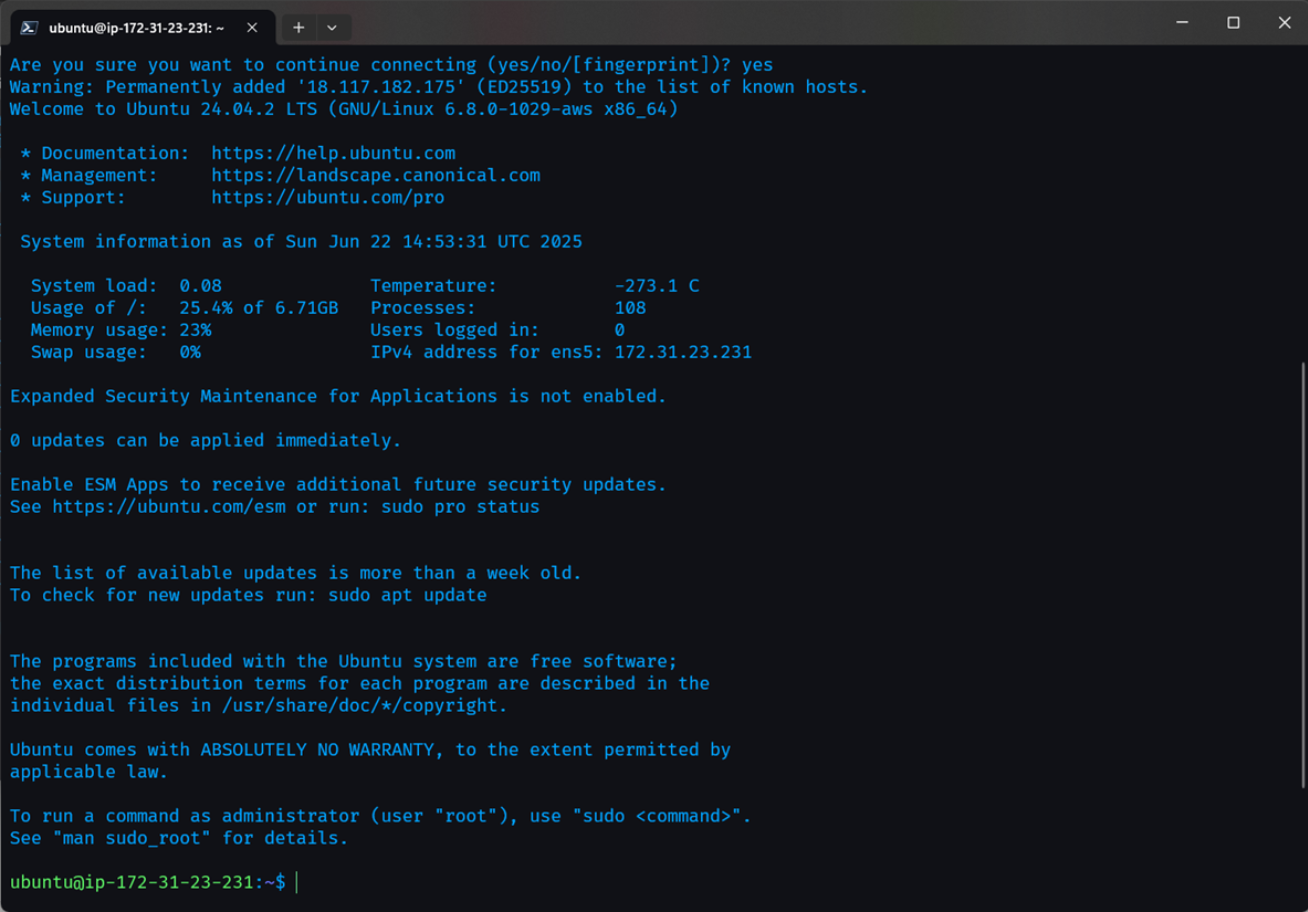 ubuntu@ip-172-31-23-231: ~
Are you sure you want to continue connecting (yes/no/[fingerprint])? yes
Warning: Permanently added '18.117.182.175' (ED25519) to the list of known hosts.
Welcome to Ubuntu 24.04.2 LTS (GNU/Linux 6.8.0-1029-aws x86_64)

 * Documentation:  https://help.ubuntu.com
 * Management:     https://landscape.canonical.com
 * Support:        https://ubuntu.com/pro

 System information as of Sun Jun 22 14:53:31 UTC 2025

  System load:  0.08              Temperature:           -273.1 C
  Usage of /:   25.4% of 6.71GB   Processes:             108
  Memory usage: 23%               Users logged in:       0
  Swap usage:   0%                IPv4 address for ens5: 172.31.23.231

Expanded Security Maintenance for Applications is not enabled.

0 updates can be applied immediately.

Enable ESM Apps to receive additional future security updates.
See https://ubuntu.com/esm or run: sudo pro status

The list of available updates is more than a week old.
To check for new updates run: sudo apt update

The programs included with the Ubuntu system are free software;
the exact distribution terms for each program are described in the
individual files in /usr/share/doc/*/copyright.

Ubuntu comes with ABSOLUTELY NO WARRANTY, to the extent permitted by
applicable law.

To run a command as administrator (user "root"), use "sudo <command>".
See "man sudo_root" for details.

ubuntu@ip-172-31-23-231:~$